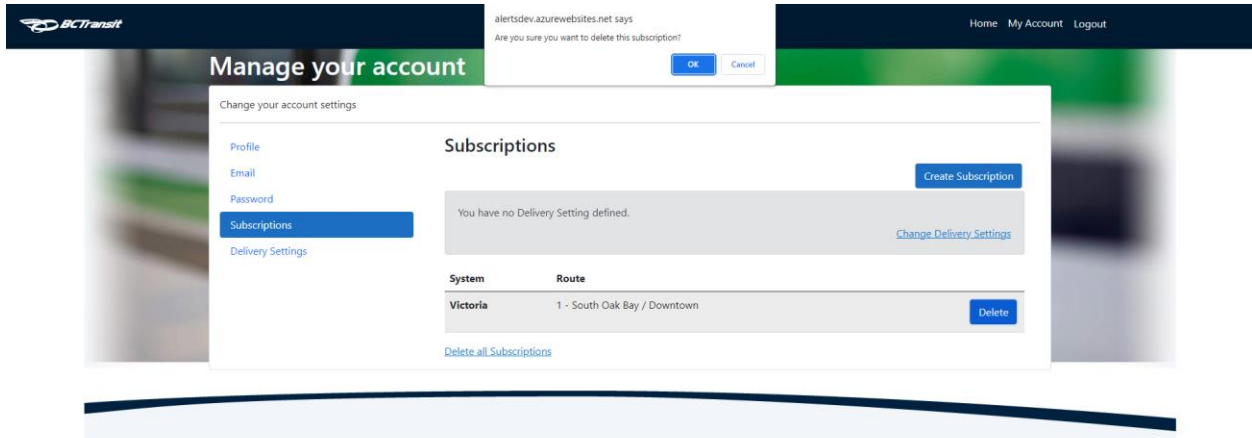 BCTransit
alertsdev.azurewebsites.net says
Are you sure you want to delete this subscription?
OK Cancel
Home My Account Logout
Manage your account
Change your account settings
Profile
Email
Password
Subscriptions
Delivery Settings
Subscriptions
Create Subscription
You have no Delivery Setting defined.
Change Delivery Settings
System Route
Victoria 1 - South Oak Bay / Downtown Delete
Delete all Subscriptions